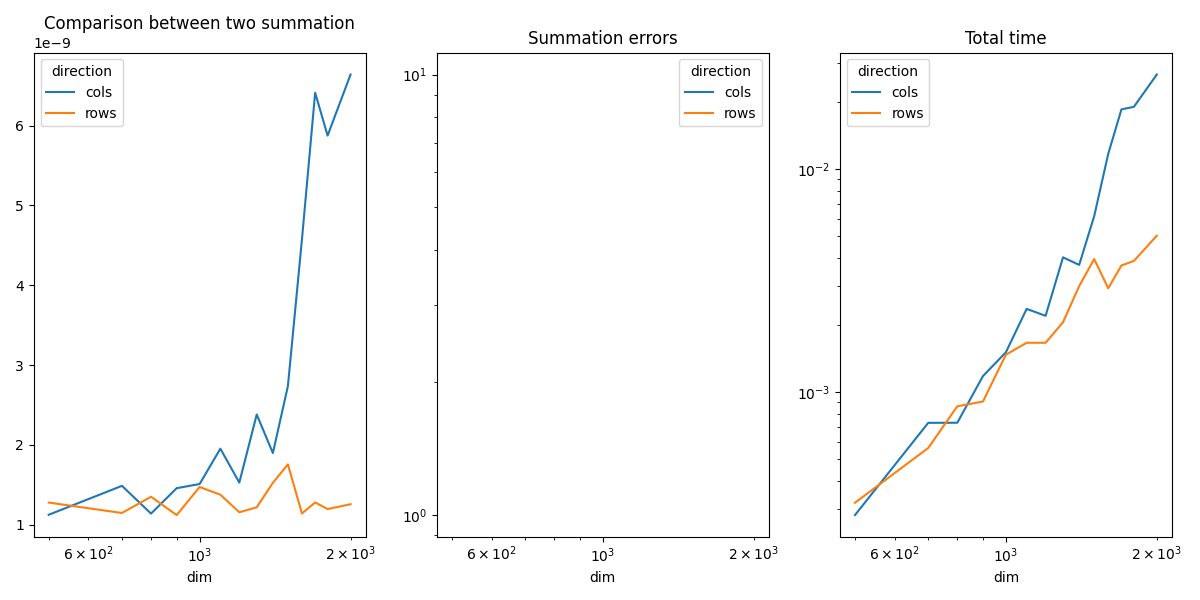 Comparison between two summation
1e−9
direction
cols
rows
6
5
4
3
2
1
6 × 10²
10³
2 × 10³
dim
Summation errors
direction
cols
rows
10¹
10⁰
6 × 10²
10³
2 × 10³
dim
Total time
direction
cols
rows
10⁻²
10⁻³
6 × 10²
10³
2 × 10³
dim